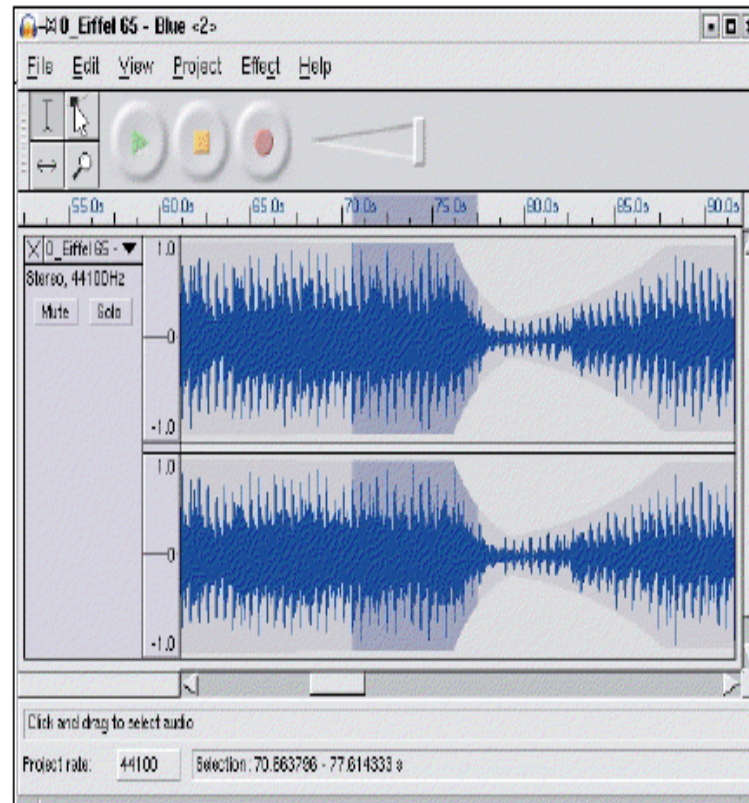 0_Eiffel 65 - Blue <2>
File Edit View Project Effect Help
55.0s 60.0s 65.0s 70.0s 75.0s 80.0s 85.0s 90.0s
X 0_Eiffel 65 - 1.0
Stereo, 44100Hz
Mute Solo
0
-1.0
1.0
0
-1.0
Click and drag to select audio
Project rate: 44100 Selection: 70.663796 - 77.614333 s